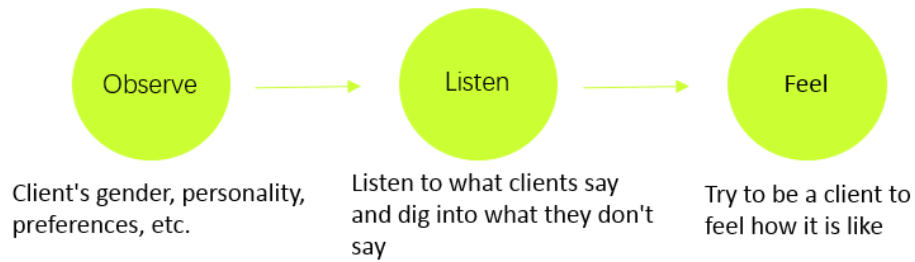 Observe
Listen
Feel
Client's gender, personality,
preferences, etc.
Listen to what clients say
and dig into what they don't
say
Try to be a client to
feel how it is like